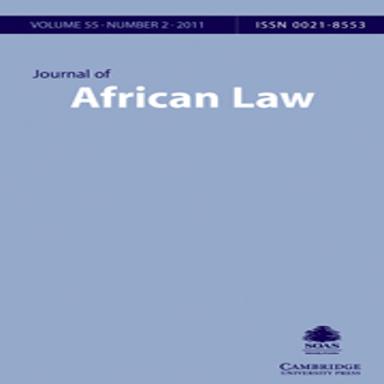 VOLUME 55 · NUMBER 2 · 2011 ISSN 0021-8553
Journal of
African Law
SOAS
CAMBRIDGE
UNIVERSITY PRESS